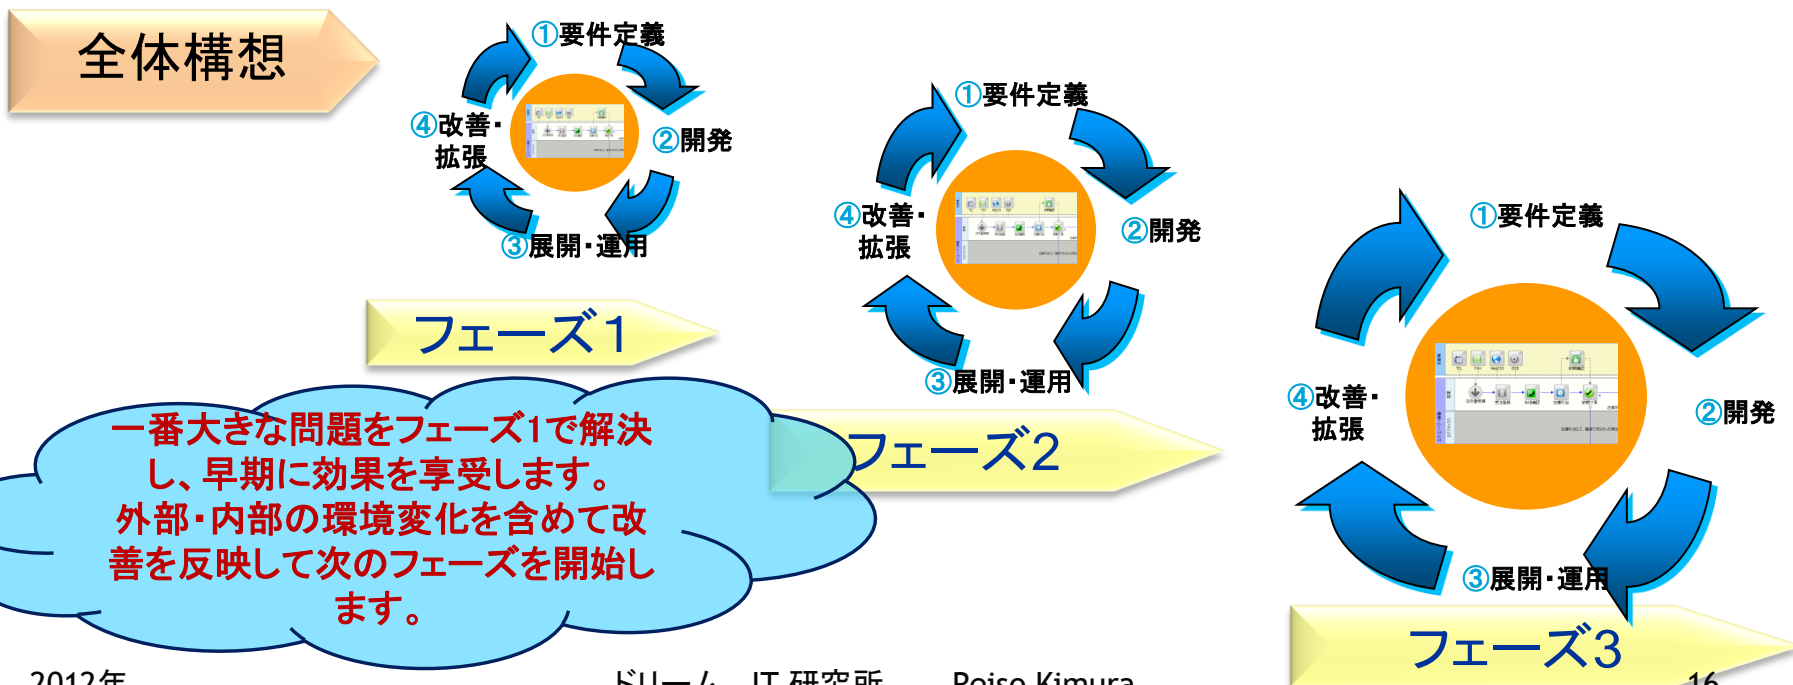 全体構想
①要件定義
②開発
③展開・運用
④改善・
拡張
フェーズ１
①要件定義
②開発
③展開・運用
④改善・
拡張
フェーズ2
①要件定義
②開発
③展開・運用
④改善・
拡張
フェーズ3
一番大きな問題をフェーズ1で解決
し、早期に効果を享受します。
外部・内部の環境変化を含めて改
善を反映して次のフェーズを開始し
ます。
2012年
ドリーム IT 研究所 Poise Kimura
16